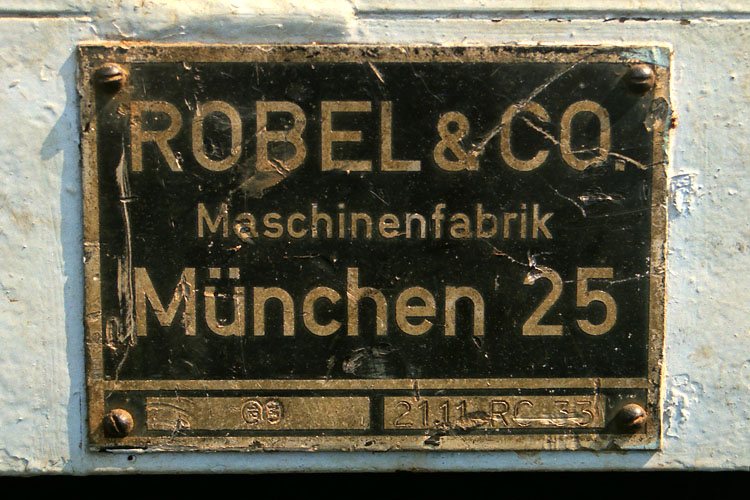 ROBEL & CO.
Maschinenfabrik
München 25
21.11 RC 33